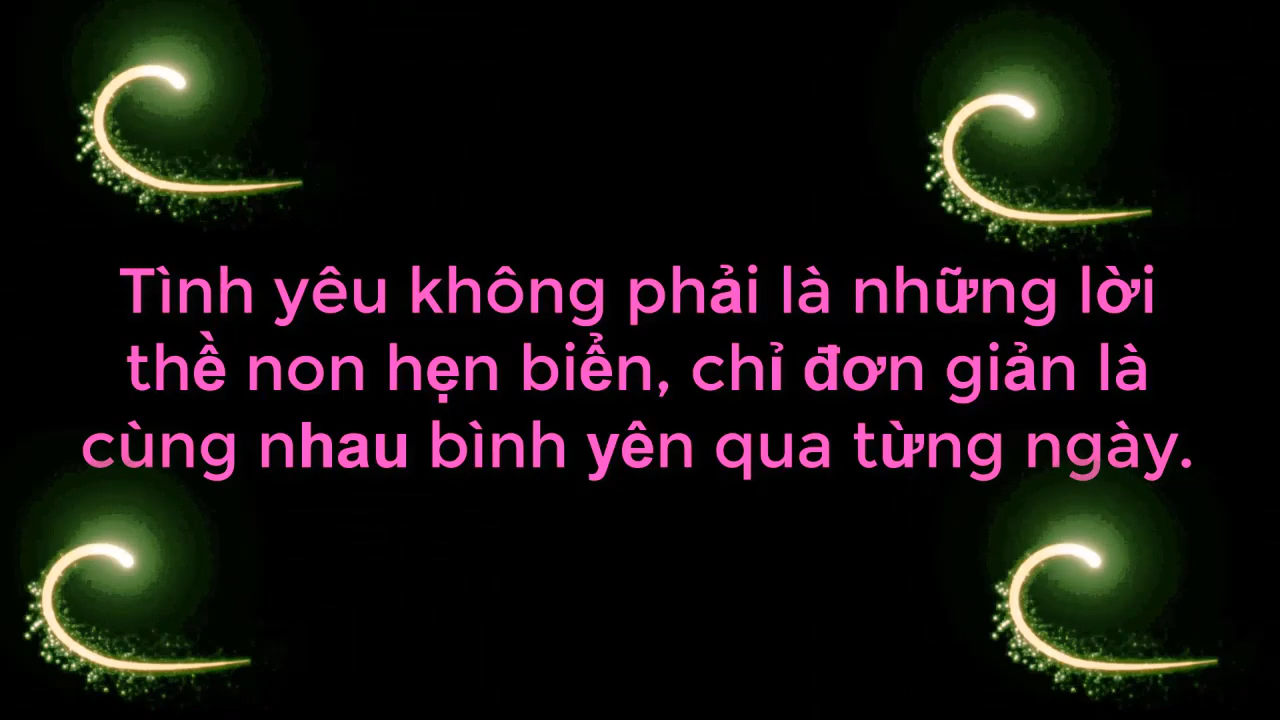 Tình yêu không phải là những lời
thề non hẹn biển, chỉ đơn giản là
cùng nhau bình yên qua từng ngày.